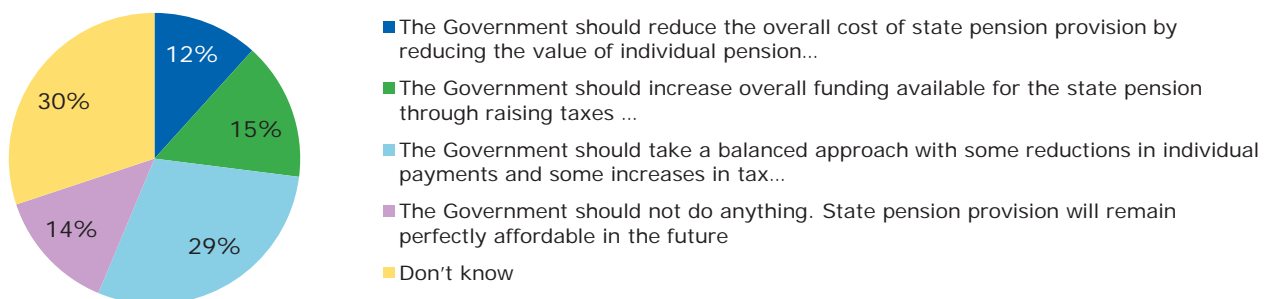 12%
15%
29%
14%
30%
The Government should reduce the overall cost of state pension provision by
reducing the value of individual pension...
The Government should increase overall funding available for the state pension
through raising taxes ...
The Government should take a balanced approach with some reductions in individual
payments and some increases in tax...
The Government should not do anything. State pension provision will remain
perfectly affordable in the future
Don't know